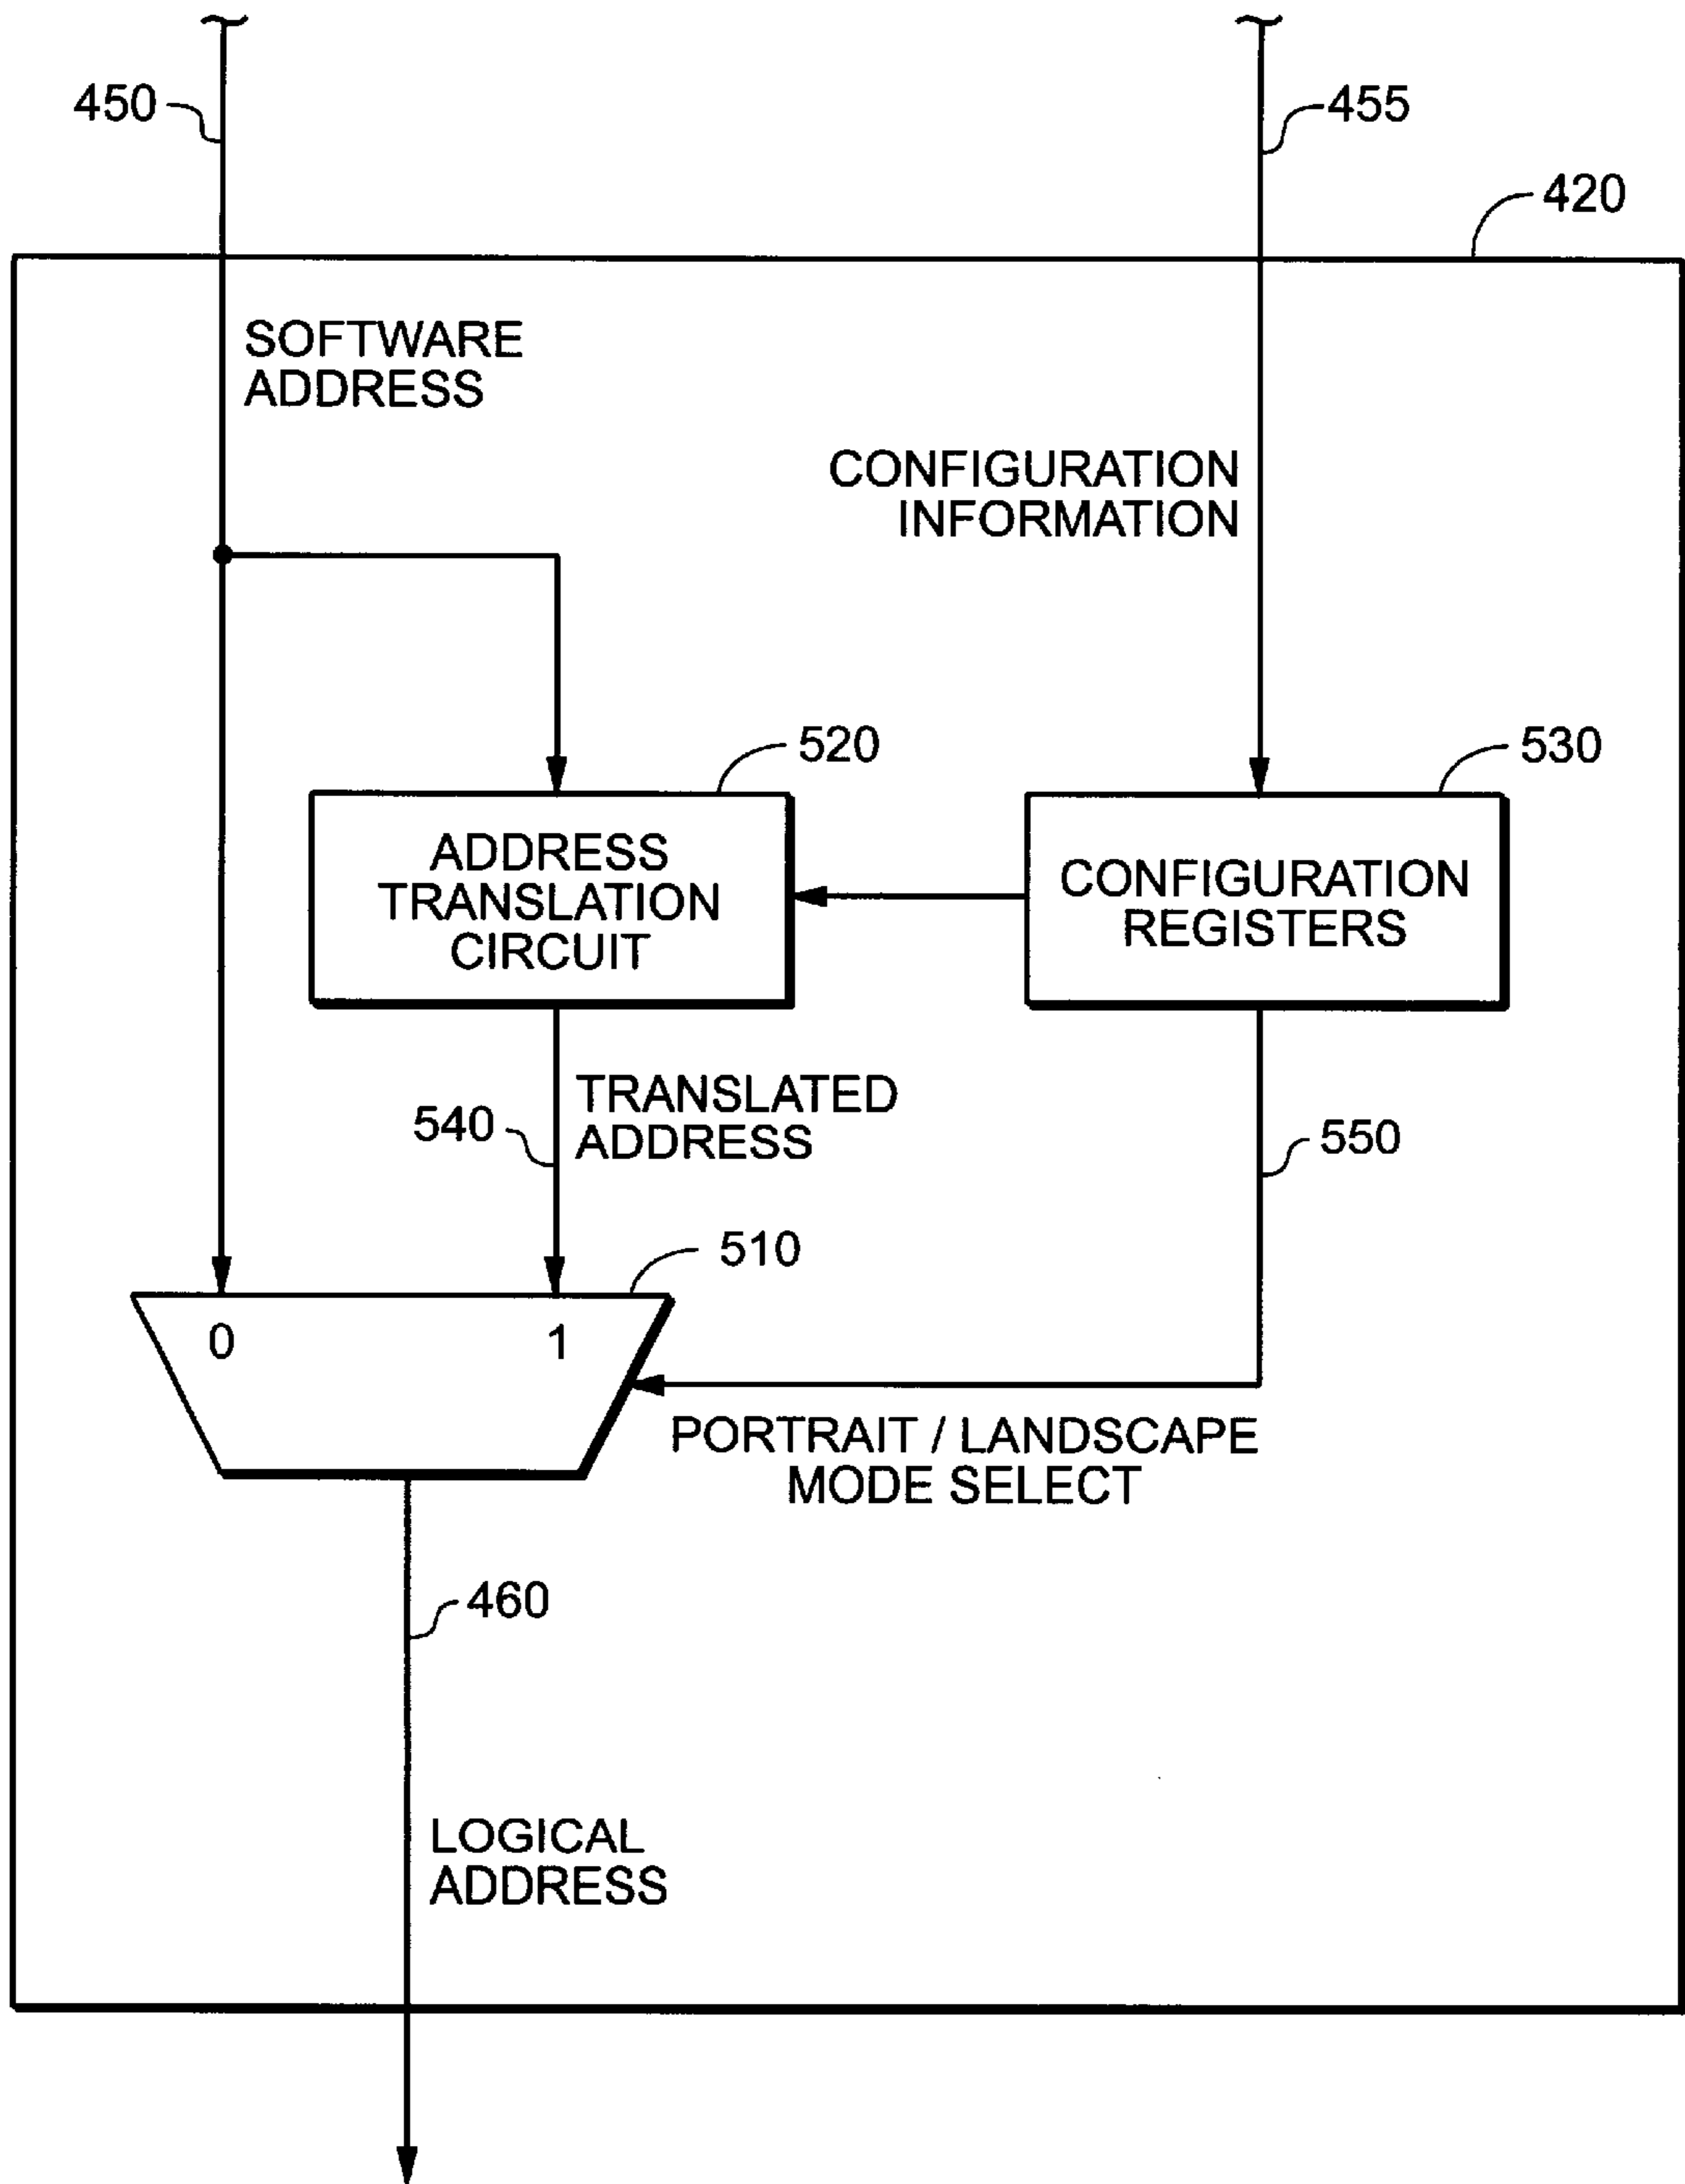 450
455
420
SOFTWARE
ADDRESS
CONFIGURATION
INFORMATION
520
530
ADDRESS
TRANSLATION
CIRCUIT
CONFIGURATION
REGISTERS
TRANSLATED
ADDRESS
540
550
510
0
1
PORTRAIT / LANDSCAPE
MODE SELECT
460
LOGICAL
ADDRESS